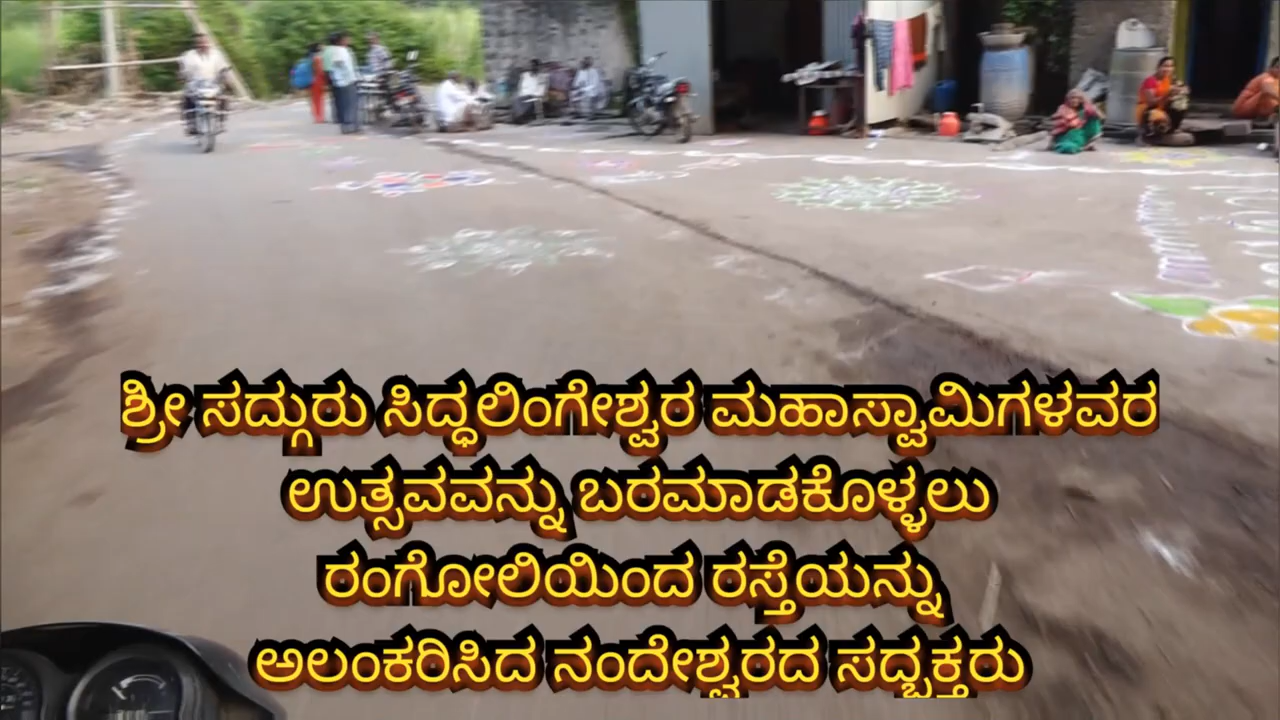 ಶ್ರೀ ಸದ್ಗುರು ಸಿದ್ಧಲಿಂಗೇಶ್ವರ ಮಹಾಸ್ವಾಮಿಗಳವರ
ಉತ್ಸವವನ್ನು ಬರಮಾಡಕೊಳ್ಳಲು
ರಂಗೋಲಿಯಿಂದ ರಸ್ತೆಯನ್ನು
ಅಲಂಕರಿಸಿದ ನಂದೇಶ್ವರದ ಸದ್ಭಕ್ತರು